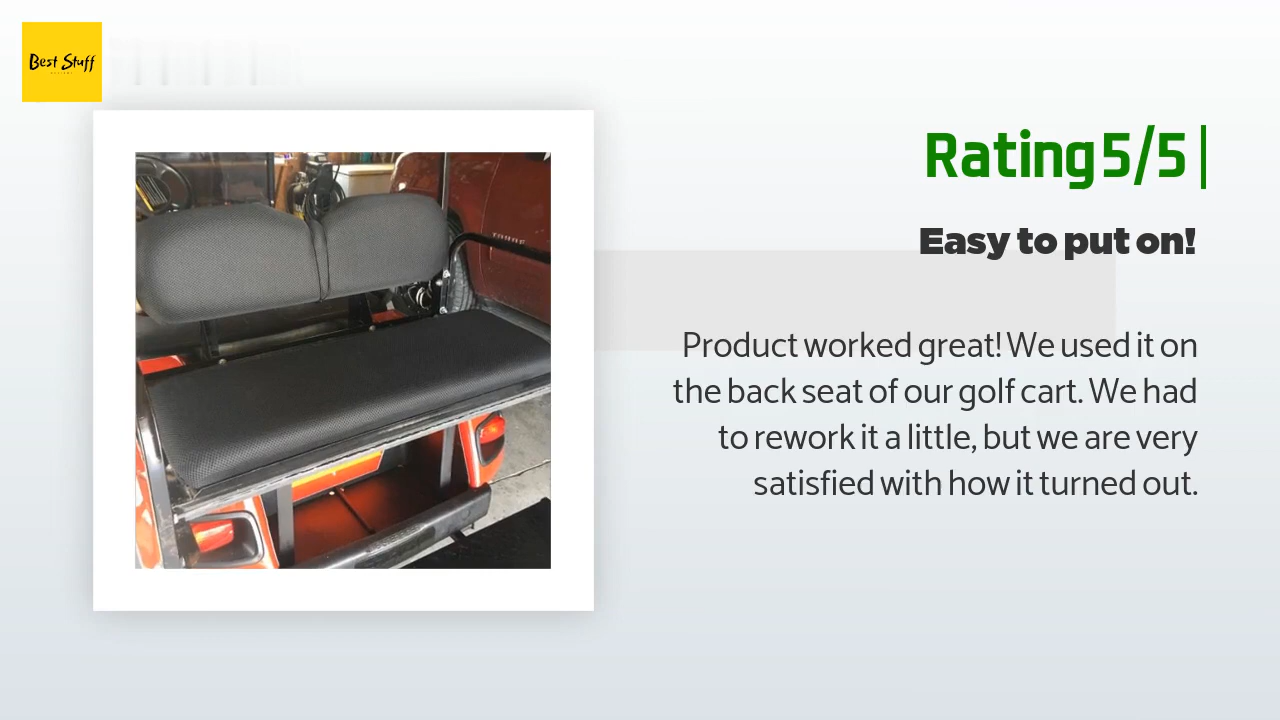 Best Stuff
Rating 5/5 |
Easy to put on!
Product worked great! We used it on
the back seat of our golf cart. We had
to rework it a little, but we are very
satisfied with how it turned out.
TAHOE